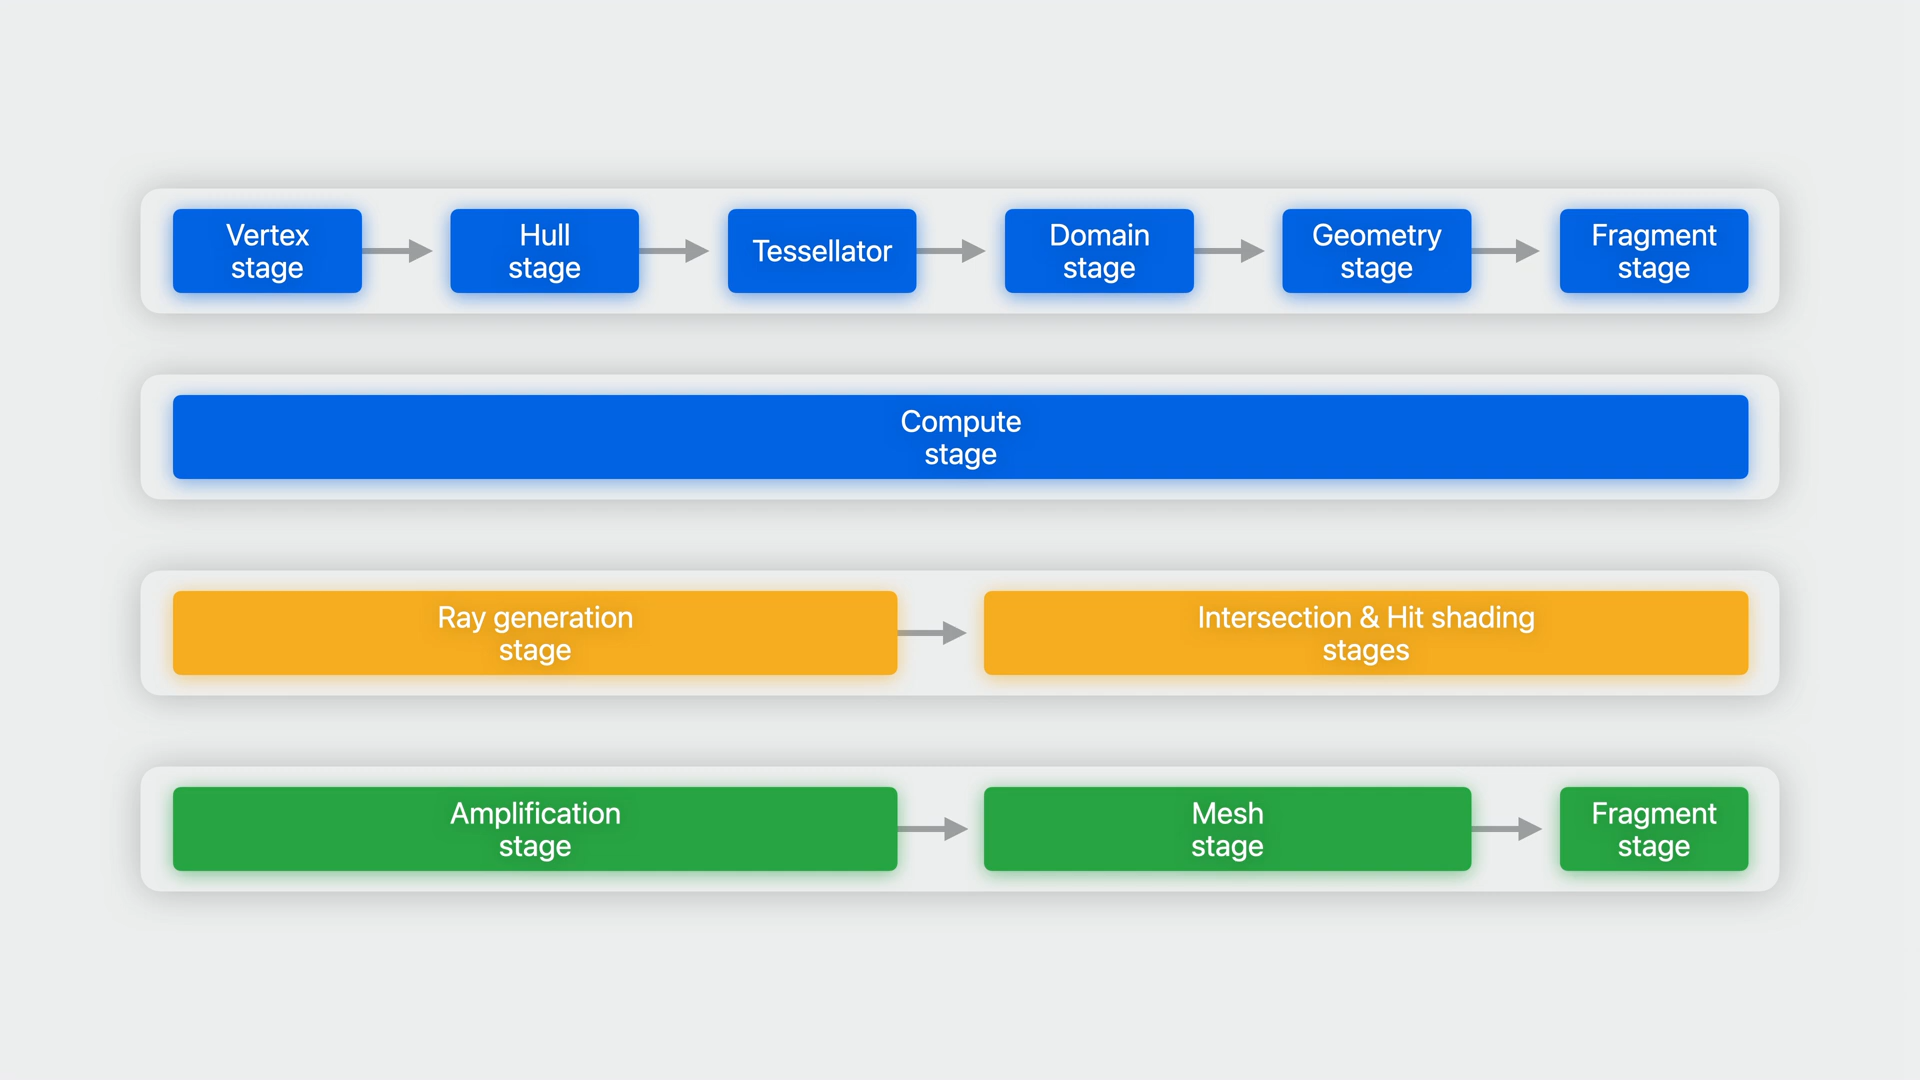 Vertex
stage
Hull
stage
Tessellator
Domain
stage
Geometry
stage
Fragment
stage
Compute
stage
Ray generation
stage
Intersection & Hit shading
stages
Amplification
stage
Mesh
stage
Fragment
stage